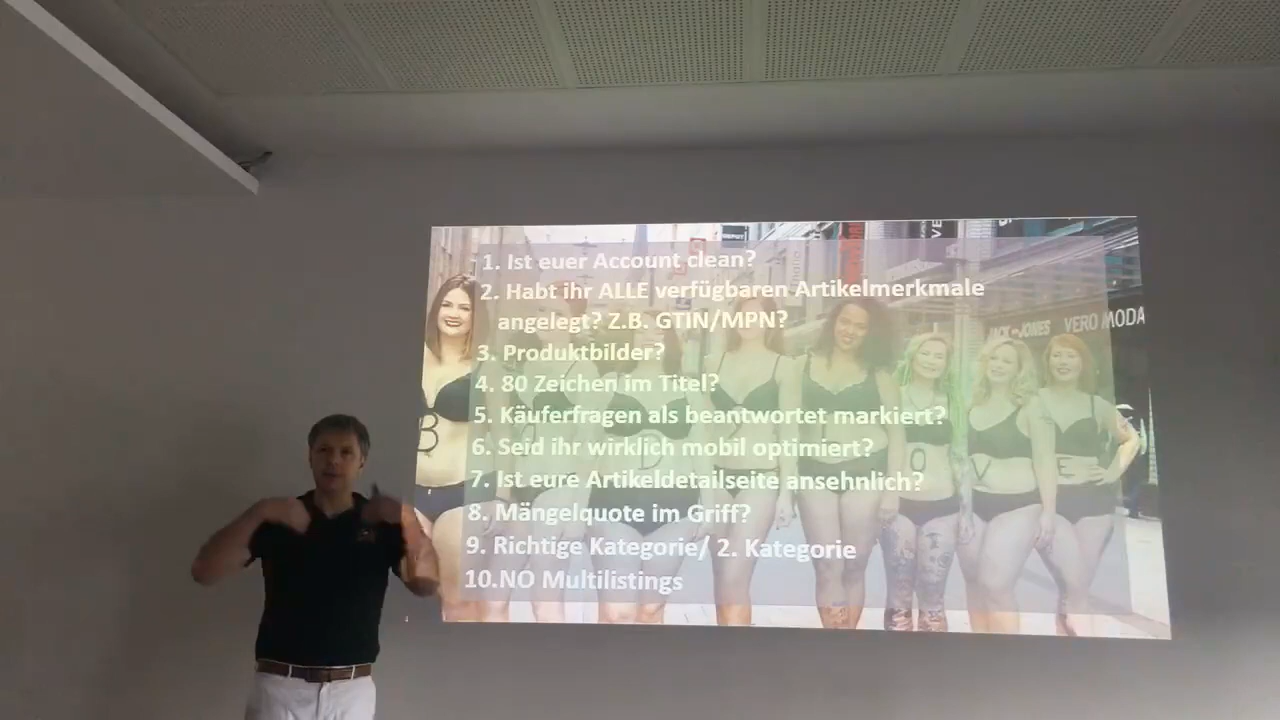 1. Ist euer Account clean?
2. Habt ihr ALLE verfügbaren Artikelmerkmale
angelegt? Z.B. GTIN/MPN?
3. Produktbilder?
4. 80 Zeichen im Titel?
5. Käuferfragen als beantwortet markiert?
6. Seid ihr wirklich mobil optimiert?
7. Ist eure Artikeldetailseite ansehnlich?
8. Mängelquote im Griff?
9. Richtige Kategorie/ 2. Kategorie
10.NO Multilistings
JACK JONES VERO MODA
B
O V E